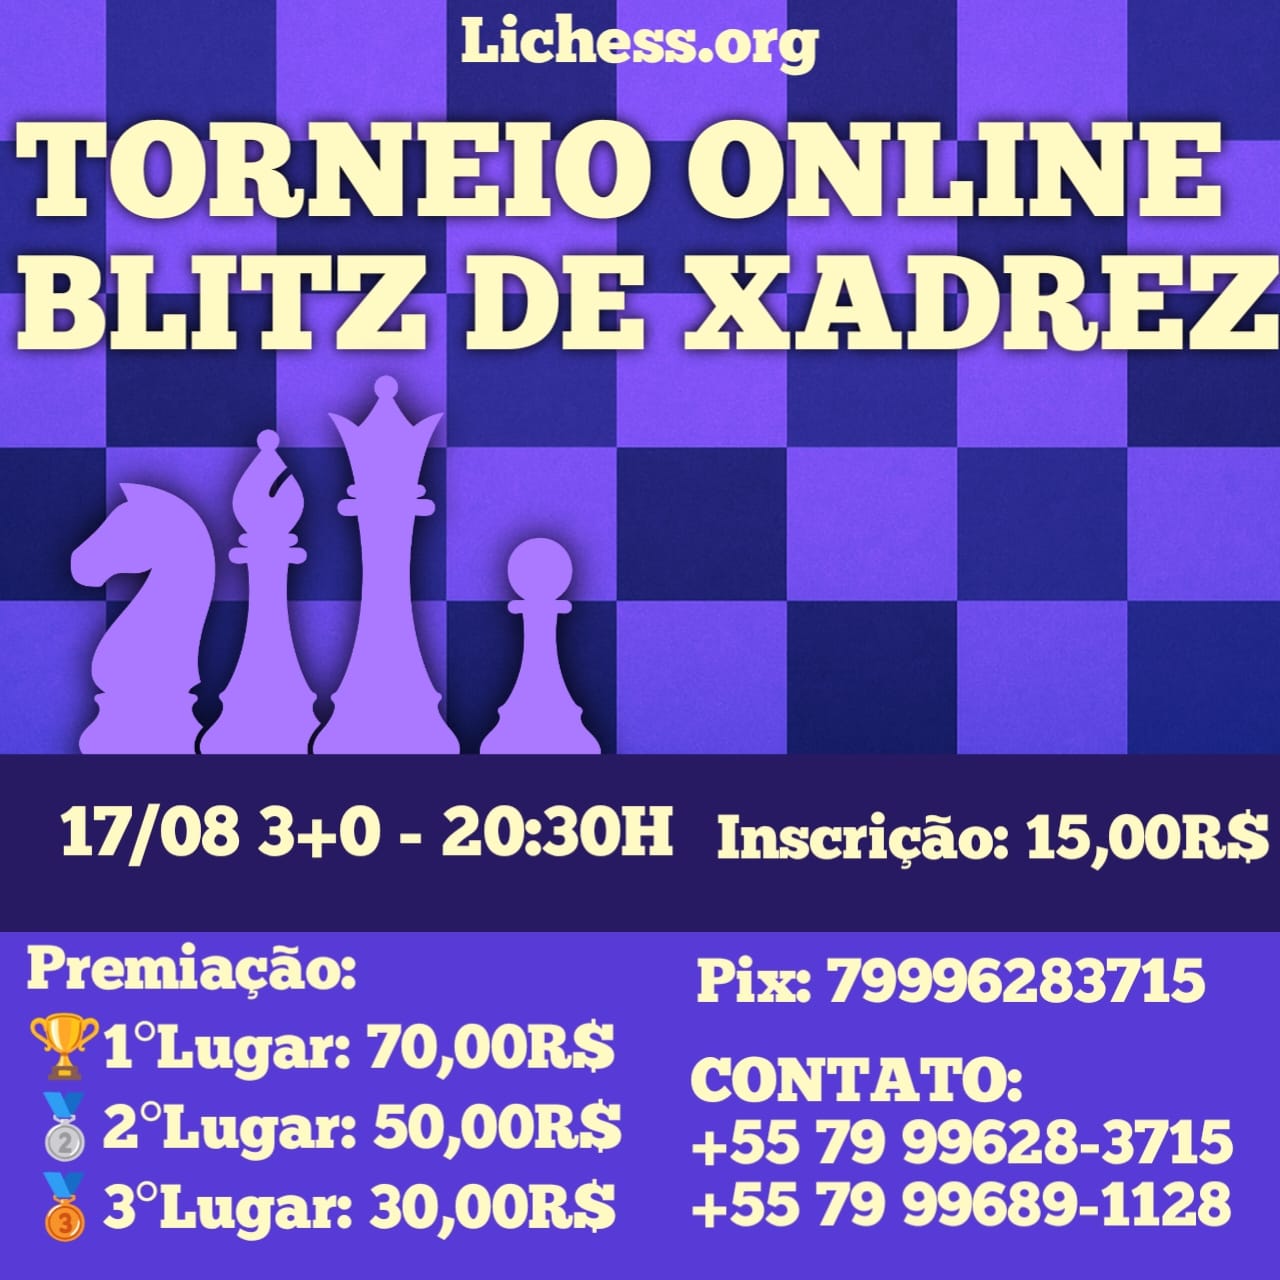 Lichess.org
TORNEIO ONLINE
BLITZ DE XADREZ
17/08 3+0 - 20:30H
Inscrição: 15,00R$
Premiação:
1°Lugar: 70,00R$
2
2°Lugar: 50,00R$
3
3°Lugar: 30,00R$
Pix: 79996283715
CONTATO:
+55 79 99628-3715
+55 79 99689-1128